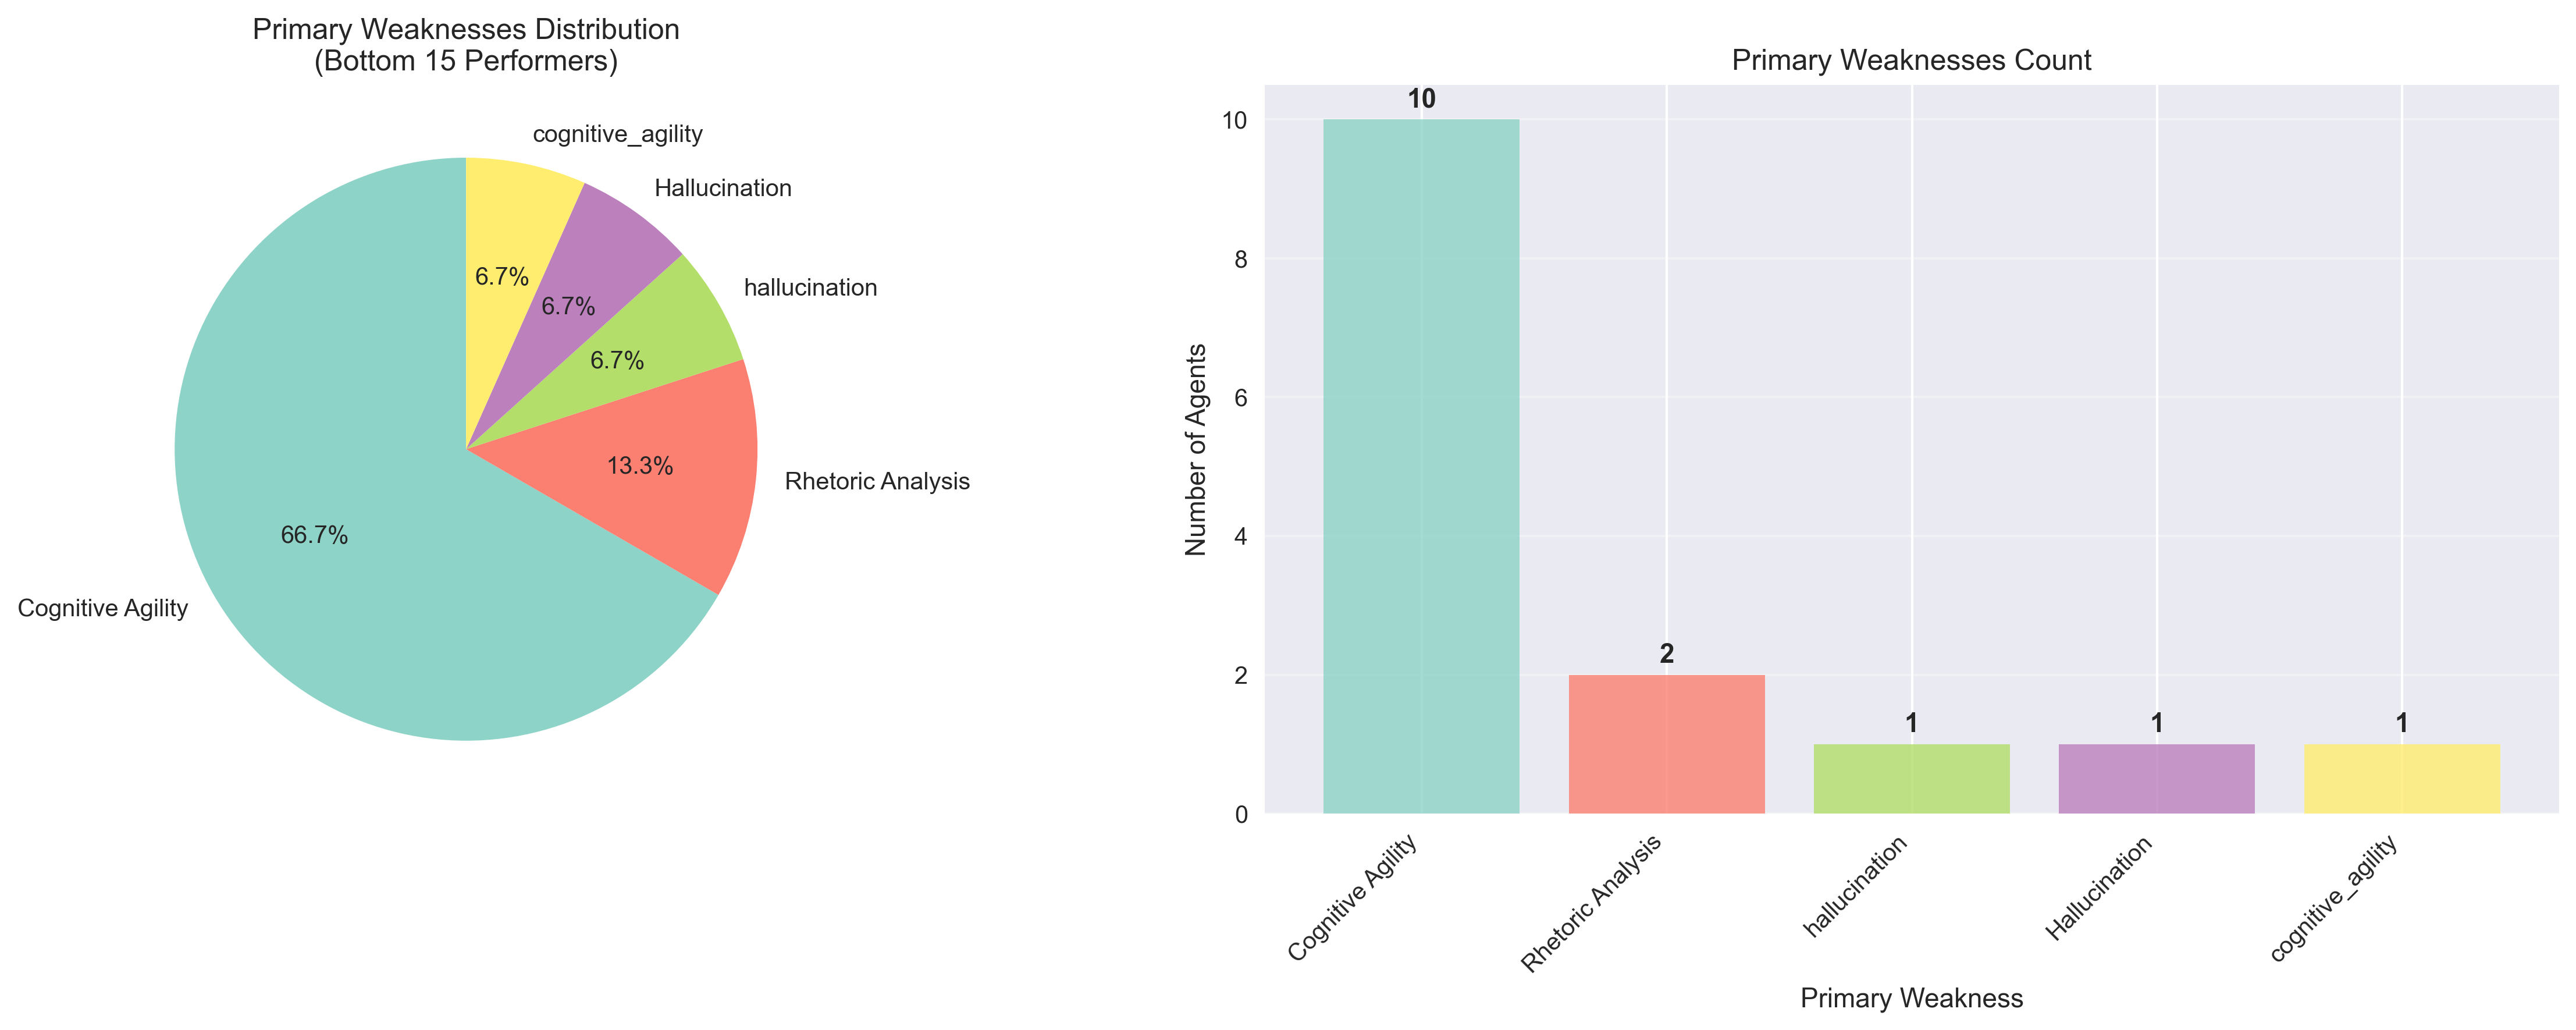 Primary Weaknesses Distribution
(Bottom 15 Performers)
cognitive_agility
Hallucination
hallucination
Rhetoric Analysis
Cognitive Agility
6.7%
6.7%
6.7%
13.3%
66.7%
Primary Weaknesses Count
Number of Agents
10
8
6
4
2
0
10
2
1
1
1
Cognitive Agility
Rhetoric Analysis
hallucination
Hallucination
cognitive_agility
Primary Weakness